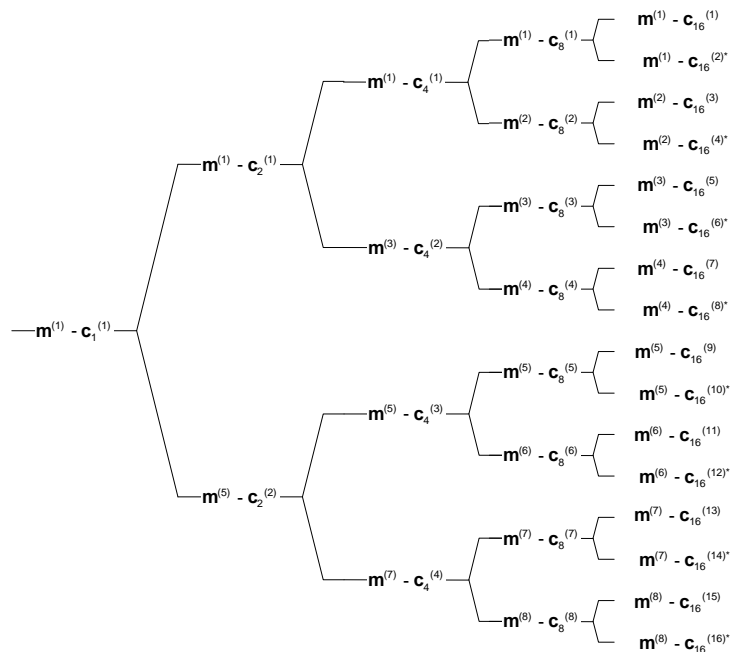 m⁽¹⁾ - c₁₆⁽¹⁾
m⁽¹⁾ - c₈⁽¹⁾
m⁽¹⁾ - c₁₆⁽²⁾*
m⁽¹⁾ - c₄⁽¹⁾
m⁽²⁾ - c₁₆⁽³⁾
m⁽²⁾ - c₈⁽²⁾
m⁽²⁾ - c₁₆⁽⁴⁾*
m⁽¹⁾ - c₂⁽¹⁾
m⁽³⁾ - c₁₆⁽⁵⁾
m⁽³⁾ - c₈⁽³⁾
m⁽³⁾ - c₁₆⁽⁶⁾*
m⁽³⁾ - c₄⁽²⁾
m⁽⁴⁾ - c₁₆⁽⁷⁾
m⁽⁴⁾ - c₈⁽⁴⁾
m⁽⁴⁾ - c₁₆⁽⁸⁾*
m⁽¹⁾ - c₁⁽¹⁾
m⁽⁵⁾ - c₁₆⁽⁹⁾
m⁽⁵⁾ - c₈⁽⁵⁾
m⁽⁵⁾ - c₁₆⁽¹⁰⁾*
m⁽⁵⁾ - c₄⁽³⁾
m⁽⁶⁾ - c₁₆⁽¹¹⁾
m⁽⁶⁾ - c₈⁽⁶⁾
m⁽⁶⁾ - c₁₆⁽¹²⁾*
m⁽⁵⁾ - c₂⁽²⁾
m⁽⁷⁾ - c₁₆⁽¹³⁾
m⁽⁷⁾ - c₈⁽⁷⁾
m⁽⁷⁾ - c₁₆⁽¹⁴⁾*
m⁽⁷⁾ - c₄⁽⁴⁾
m⁽⁸⁾ - c₁₆⁽¹⁵⁾
m⁽⁸⁾ - c₈⁽⁸⁾
m⁽⁸⁾ - c₁₆⁽¹⁶⁾*